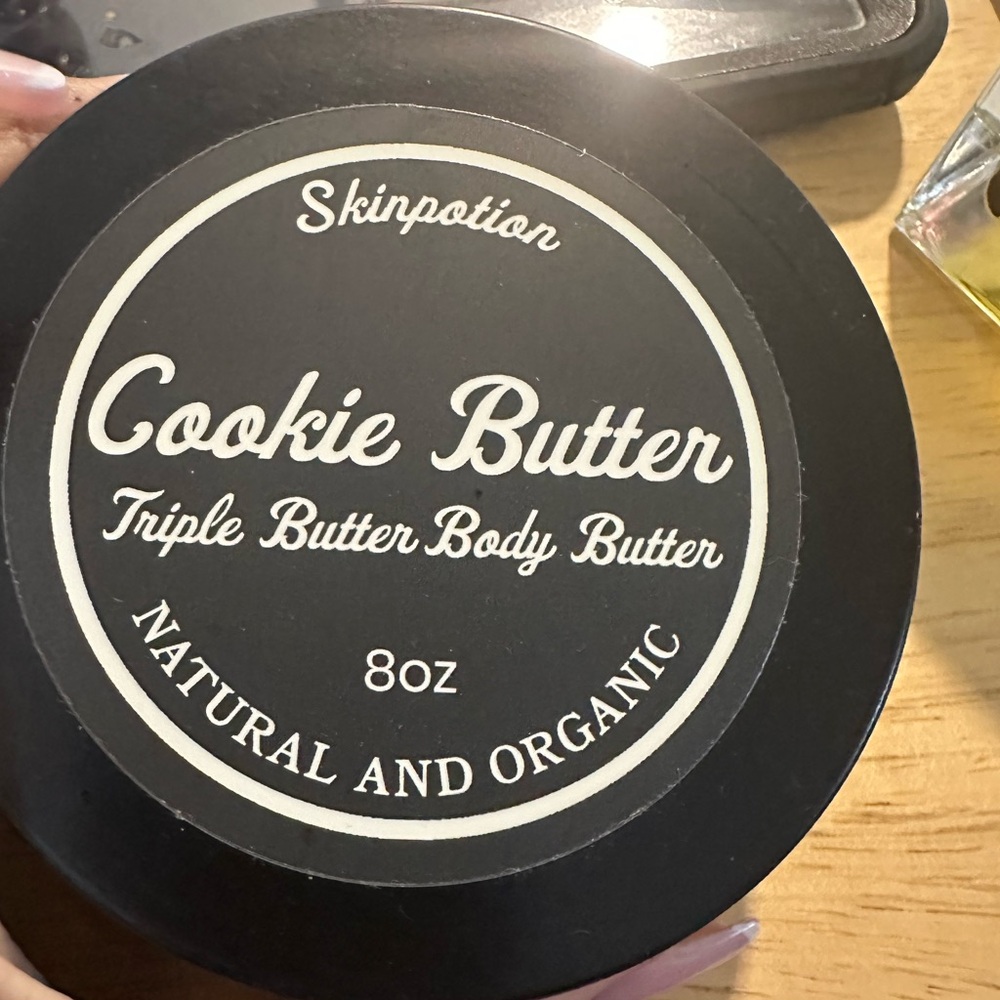 Skinpotion
Cookie Butter
Triple Butter Body Butter
8oz
NATURAL AND ORGANIC